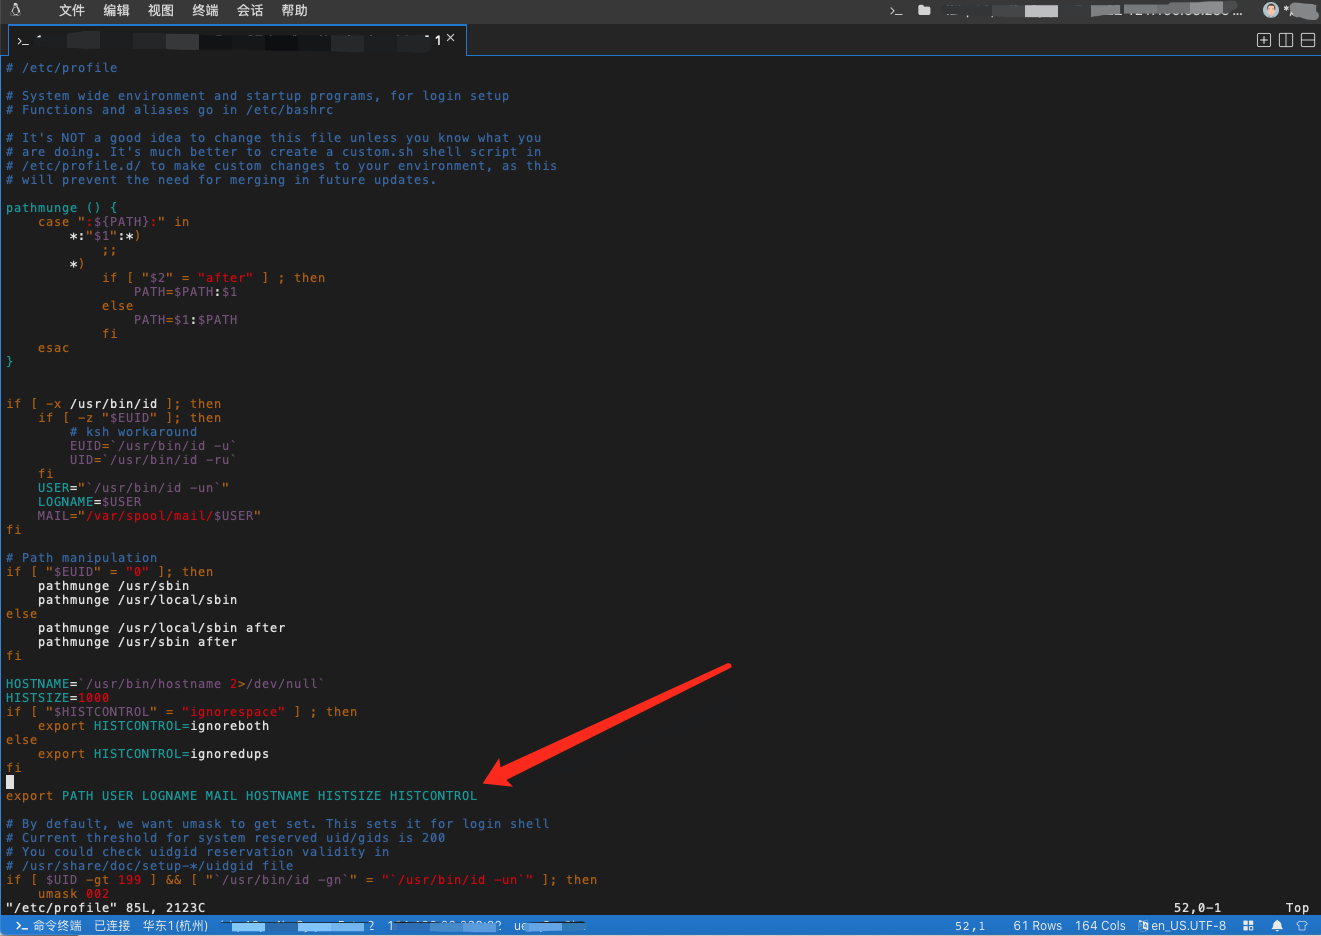 文件 编辑 视图 终端 会话 帮助
1
# /etc/profile
# System wide environment and startup programs, for login setup
# Functions and aliases go in /etc/bashrc
# It's NOT a good idea to change this file unless you know what you
# are doing. It's much better to create a custom.sh shell script in
# /etc/profile.d/ to make custom changes to your environment, as this
# will prevent the need for merging in future updates.
pathmunge () {
    case ":${PATH}:" in
        *:"$1":*)
            ;;
        *)
            if [ "$2" = "after" ] ; then
                PATH=$PATH:$1
            else
                PATH=$1:$PATH
            fi
    esac
}
if [ -x /usr/bin/id ]; then
    if [ -z "$EUID" ]; then
        # ksh workaround
        EUID=`/usr/bin/id -u`
        UID=`/usr/bin/id -ru`
    fi
    USER="`/usr/bin/id -un`"
    LOGNAME=$USER
    MAIL="/var/spool/mail/$USER"
fi
# Path manipulation
if [ "$EUID" = "0" ]; then
    pathmunge /usr/sbin
    pathmunge /usr/local/sbin
else
    pathmunge /usr/local/sbin after
    pathmunge /usr/sbin after
fi
HOSTNAME=`/usr/bin/hostname 2>/dev/null`
HISTSIZE=1000
if [ "$HISTCONTROL" = "ignorespace" ] ; then
    export HISTCONTROL=ignoreboth
else
    export HISTCONTROL=ignoredups
fi
export PATH USER LOGNAME MAIL HOSTNAME HISTSIZE HISTCONTROL
# By default, we want umask to get set. This sets it for login shell
# Current threshold for system reserved uid/gids is 200
# You could check uidgid reservation validity in
# /usr/share/doc/setup-*/uidgid file
if [ $UID -gt 199 ] && [ "`/usr/bin/id -gn`" = "`/usr/bin/id -un`" ]; then
    umask 002
"/etc/profile" 85L, 2123C 52,0-1 Top
命令终端 已连接 华东1(杭州) 52,1 61 Rows 164 Cols en_US.UTF-8